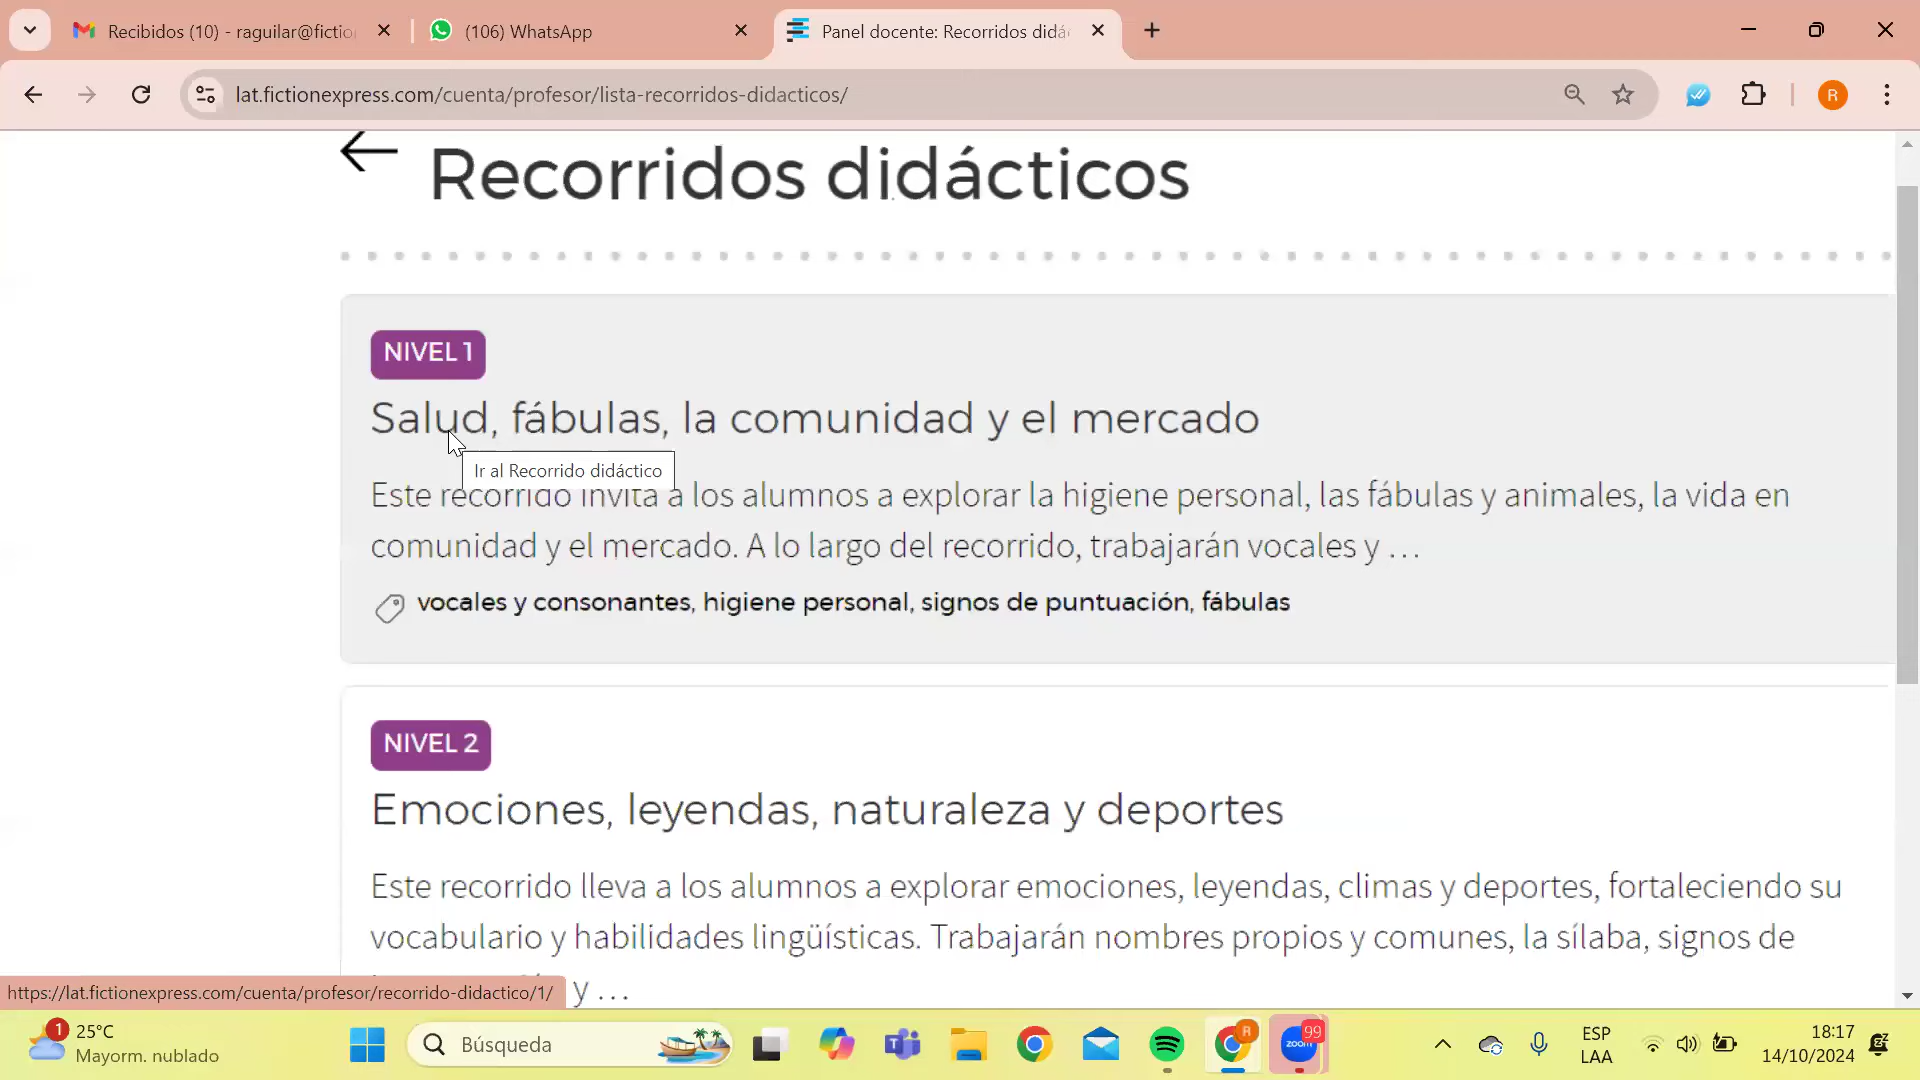 Recibidos (10) - raguilar@fictio
(106) WhatsApp
Panel docente: Recorridos didá
lat.fictionexpress.com/cuenta/profesor/lista-recorridos-didacticos/
R
Recorridos didácticos
NIVEL 1
Salud, fábulas, la comunidad y el mercado
Ir al Recorrido didáctico
Este recorrido invita a los alumnos a explorar la higiene personal, las fábulas y animales, la vida en
comunidad y el mercado. A lo largo del recorrido, trabajarán vocales y ...
vocales y consonantes, higiene personal, signos de puntuación, fábulas
NIVEL 2
Emociones, leyendas, naturaleza y deportes
Este recorrido lleva a los alumnos a explorar emociones, leyendas, climas y deportes, fortaleciendo su
vocabulario y habilidades lingüísticas. Trabajarán nombres propios y comunes, la sílaba, signos de
y ...
https://lat.fictionexpress.com/cuenta/profesor/recorrido-didactico/1/
1
25°C
Mayorm. nublado
Búsqueda
R
zoom
99
ESP
LAA
18:17
14/10/2024